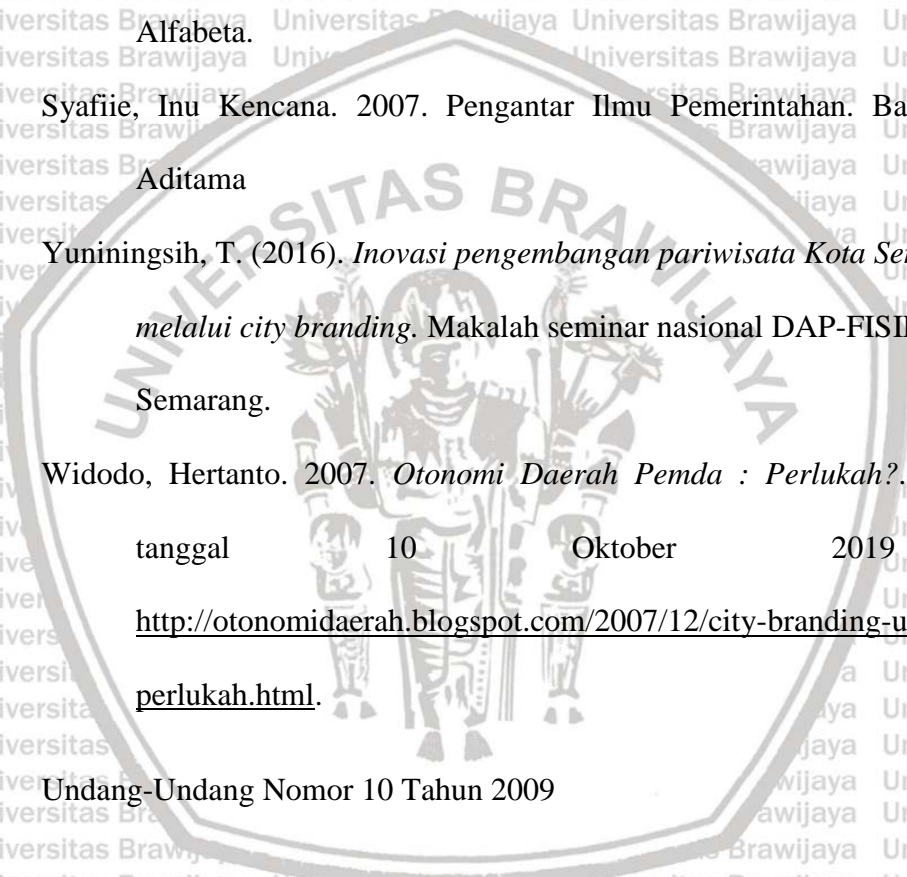 Alfabeta.
Syafiie, Inu Kencana. 2007. Pengantar Ilmu Pemerintahan. Ba
Aditama
Yuniningsih, T. (2016). Inovasi pengembangan pariwisata Kota Se
melalui city branding. Makalah seminar nasional DAP-FISI
Semarang.
Widodo, Hertanto. 2007. Otonomi Daerah Pemda : Perlukah?.
tanggal 10 Oktober 2019
http://otonomidaerah.blogspot.com/2007/12/city-branding-u
perlukah.html.
Undang-Undang Nomor 10 Tahun 2009
UNIVERSITAS BRAWIJAYA